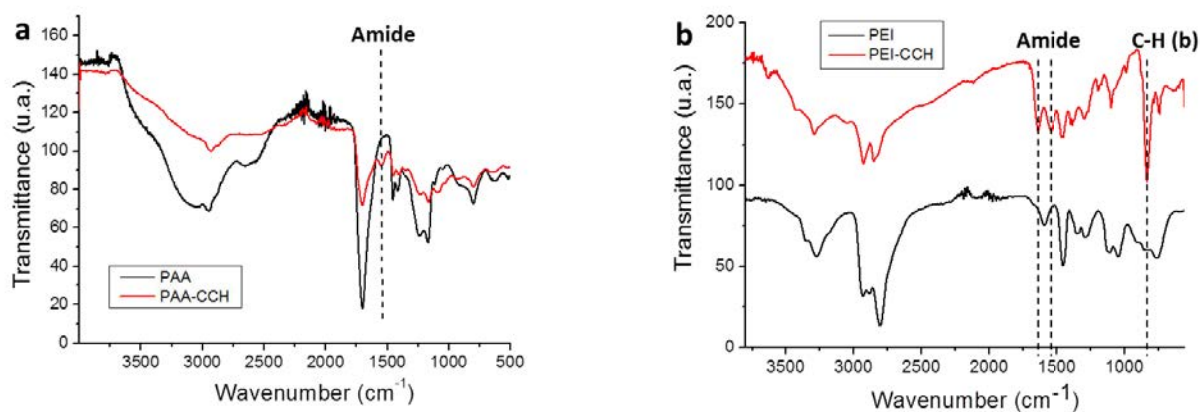 a
Amide
160
140
120
100
80
60
40
20
0
Transmittance (u.a.)
PAA
PAA-CCH
3500 3000 2500 2000 1500 1000 500
Wavenumber (cm⁻¹)
b
Amide C-H (b)
200
150
100
50
0
Transmittance (u.a.)
PEI
PEI-CCH
3500 3000 2500 2000 1500 1000
Wavenumber (cm⁻¹)